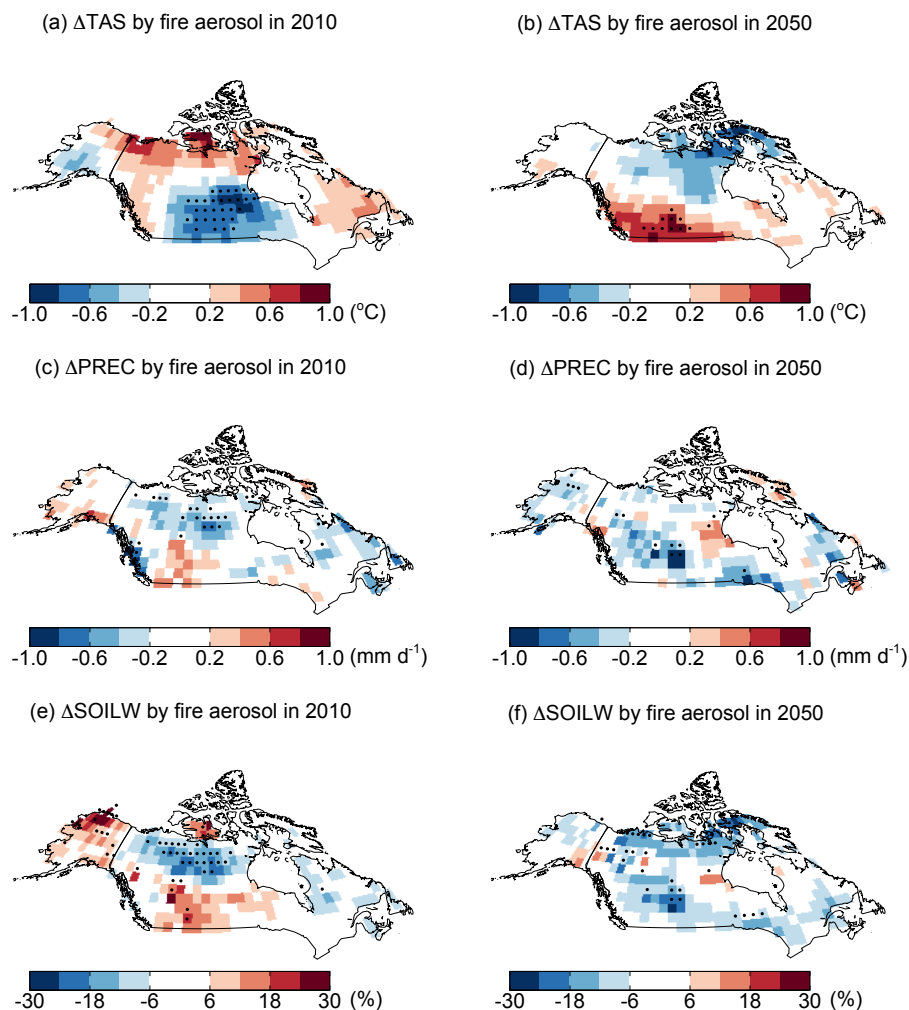 (a) ΔTAS by fire aerosol in 2010
(b) ΔTAS by fire aerosol in 2050
-1.0 -0.6 -0.2 0.2 0.6 1.0 (°C)
-1.0 -0.6 -0.2 0.2 0.6 1.0 (°C)
(c) ΔPREC by fire aerosol in 2010
(d) ΔPREC by fire aerosol in 2050
-1.0 -0.6 -0.2 0.2 0.6 1.0 (mm d⁻¹)
-1.0 -0.6 -0.2 0.2 0.6 1.0 (mm d⁻¹)
(e) ΔSOILW by fire aerosol in 2010
(f) ΔSOILW by fire aerosol in 2050
-30 -18 -6 6 18 30 (%)
-30 -18 -6 6 18 30 (%)